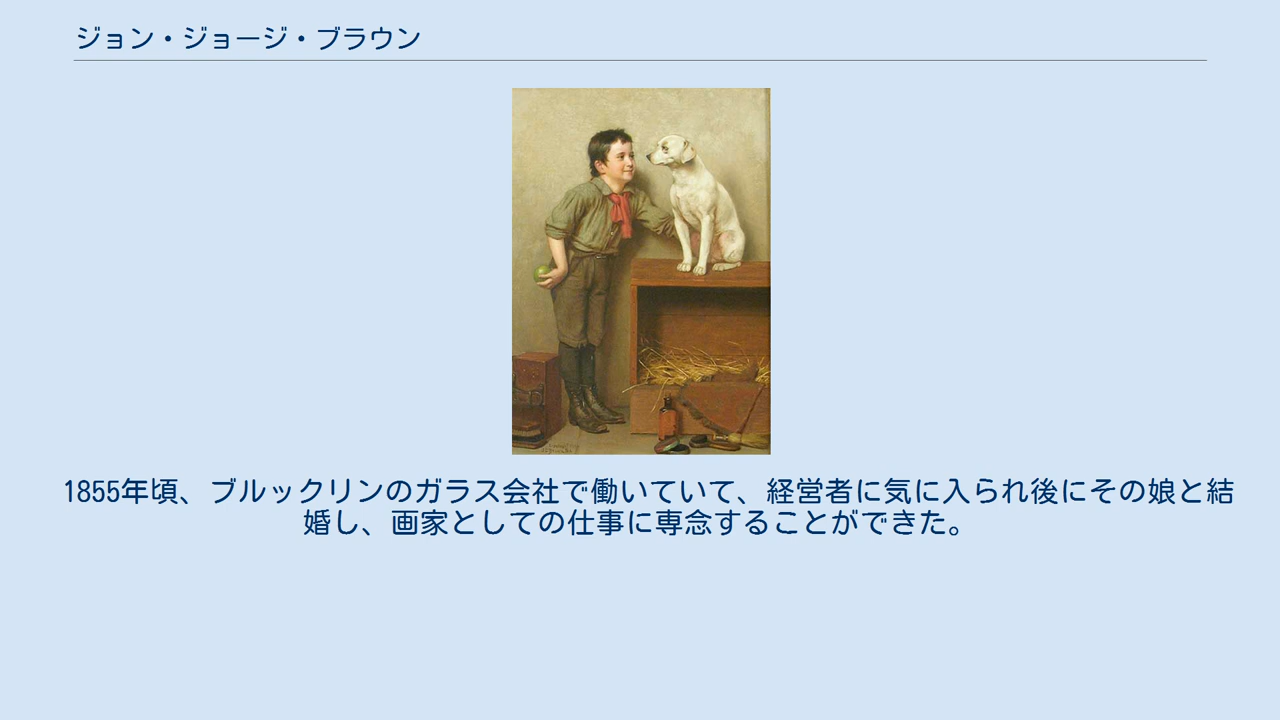 ジョン・ジョージ・ブラウン
1855年頃、ブルックリンのガラス会社で働いていて、経営者に気に入られ後にその娘と結
婚し、画家としての仕事に専念することができた。